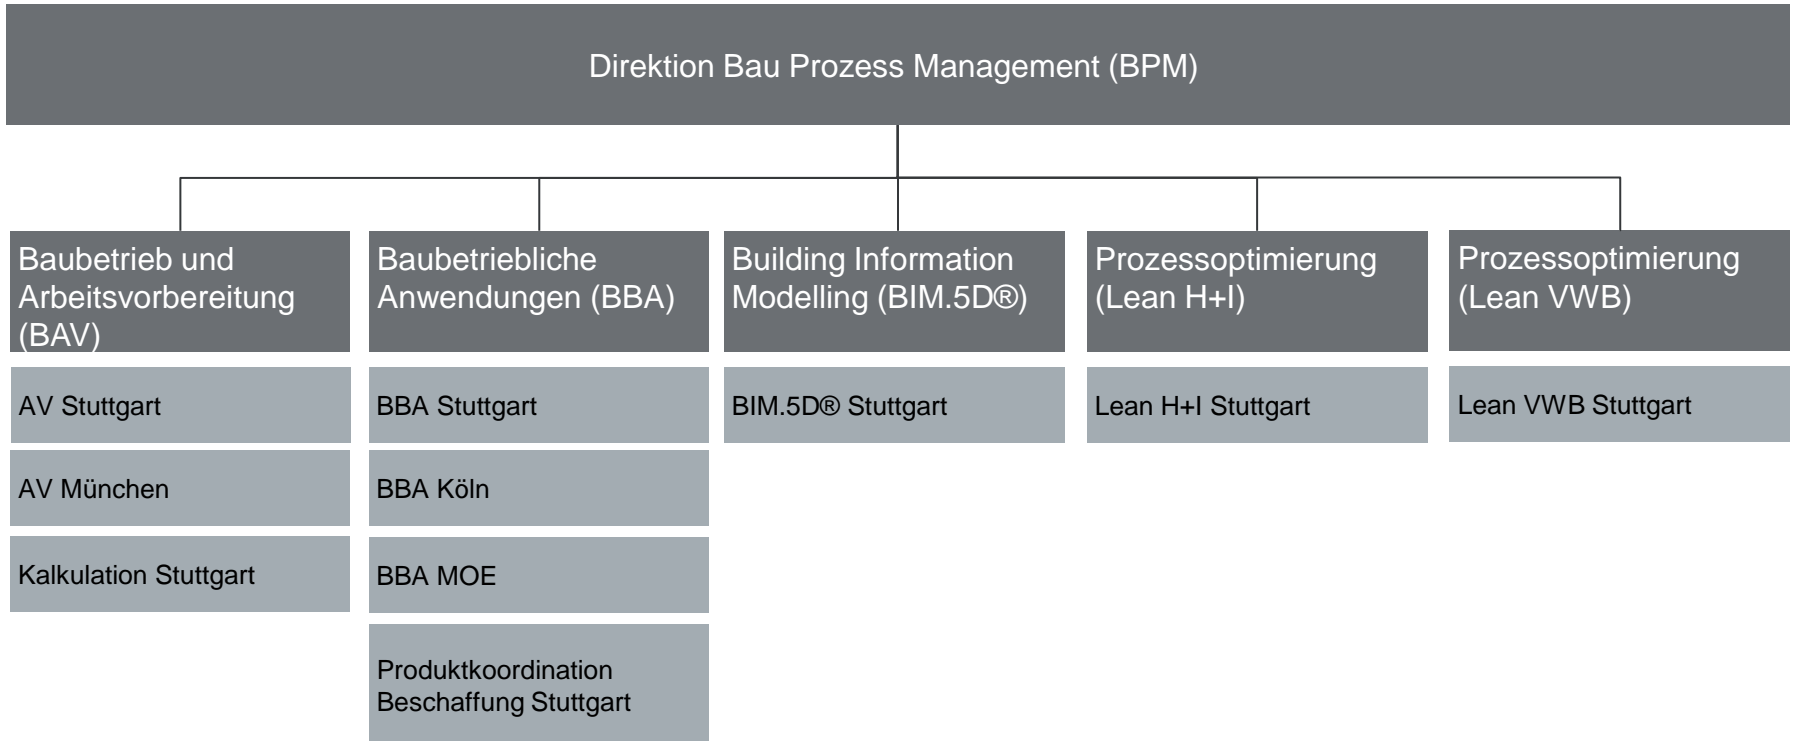 Direktion Bau Prozess Management (BPM)
Baubetrieb und
Arbeitsvorbereitung
(BAV)
AV Stuttgart
AV München
Kalkulation Stuttgart
Baubetriebliche
Anwendungen (BBA)
BBA Stuttgart
BBA Köln
BBA MOE
Produktkoordination
Beschaffung Stuttgart
Building Information
Modelling (BIM.5D®)
BIM.5D® Stuttgart
Prozessoptimierung
(Lean H+I)
Lean H+I Stuttgart
Prozessoptimierung
(Lean VWB)
Lean VWB Stuttgart